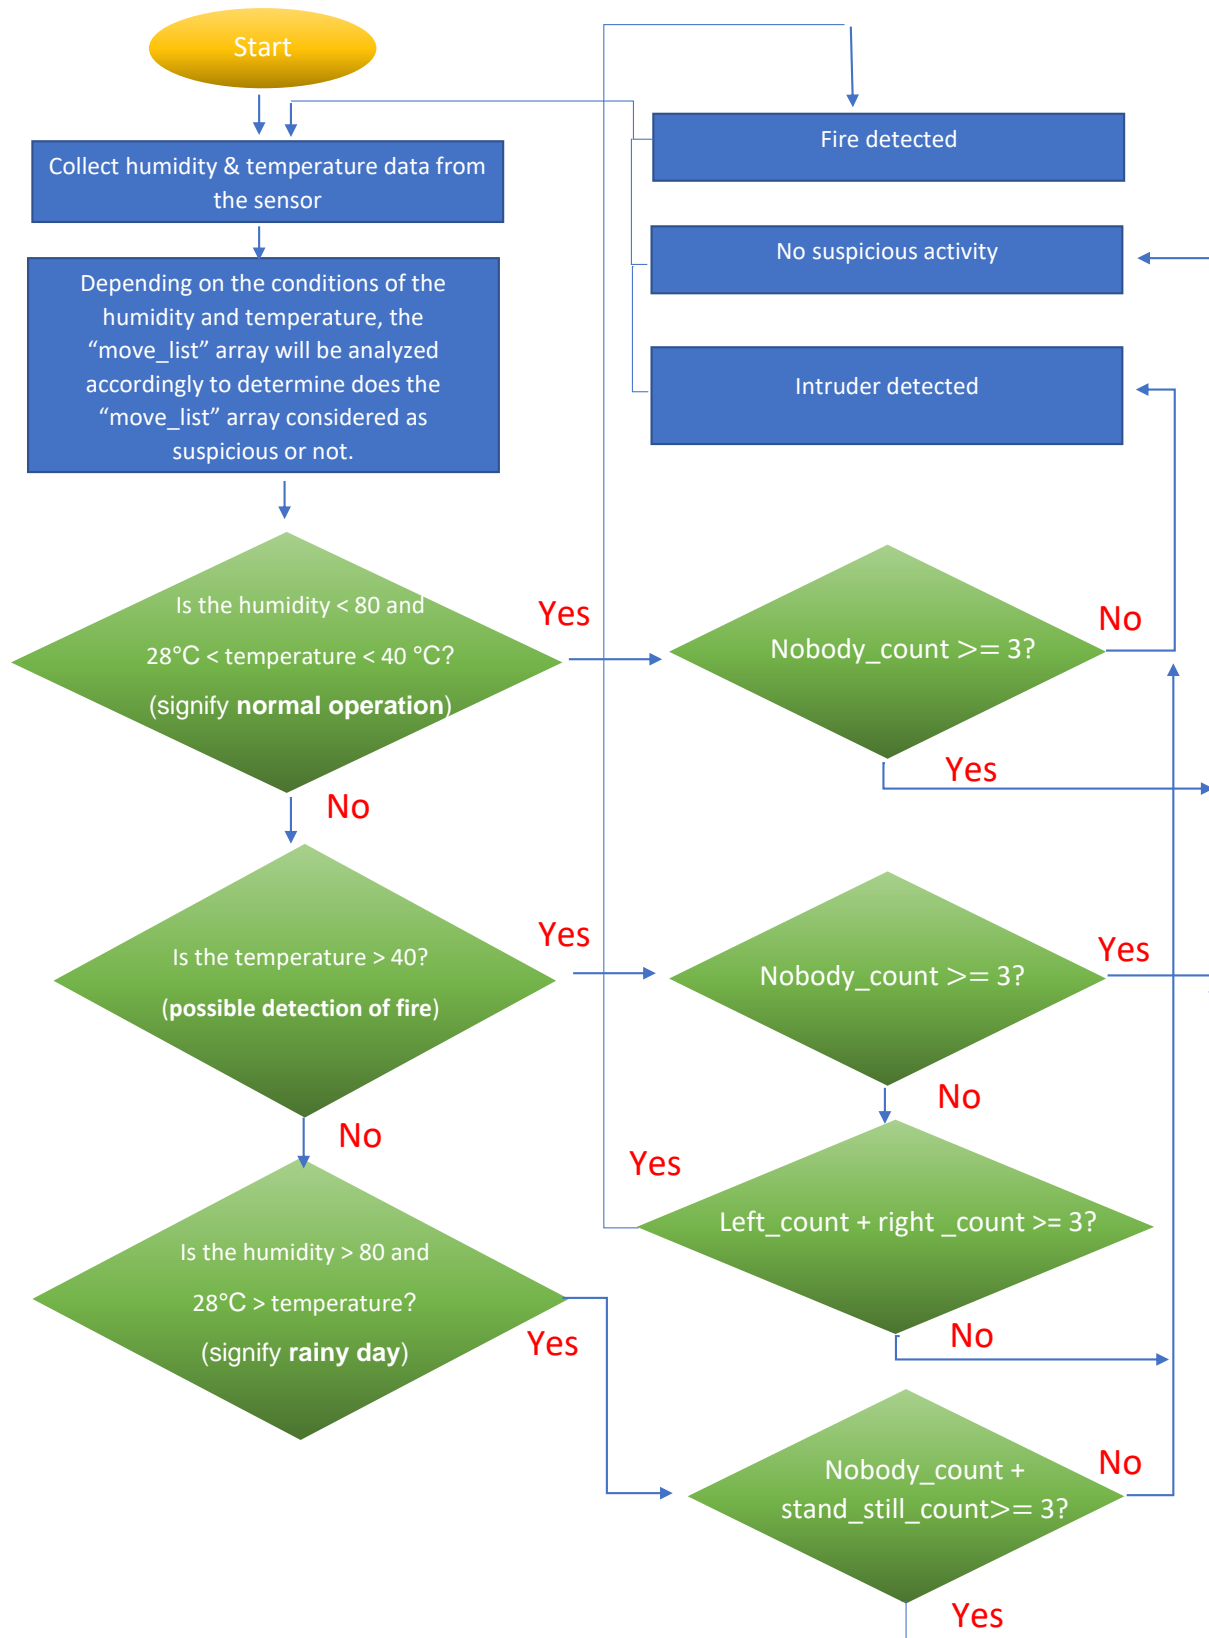 Start
Collect humidity & temperature data from
the sensor
Depending on the conditions of the
humidity and temperature, the
“move_list” array will be analyzed
accordingly to determine does the
“move_list” array considered as
suspicious or not.
Fire detected
No suspicious activity
Intruder detected
Is the humidity < 80 and
28°C < temperature < 40 °C?
(signify normal operation)
Yes
Nobody_count >= 3?
No
Yes
No
Is the temperature > 40?
(possible detection of fire)
Yes
Nobody_count >= 3?
Yes
No
No
Yes
Left_count + right _count >= 3?
No
Is the humidity > 80 and
28°C > temperature?
(signify rainy day)
Yes
Nobody_count +
stand_still_count>= 3?
No
Yes